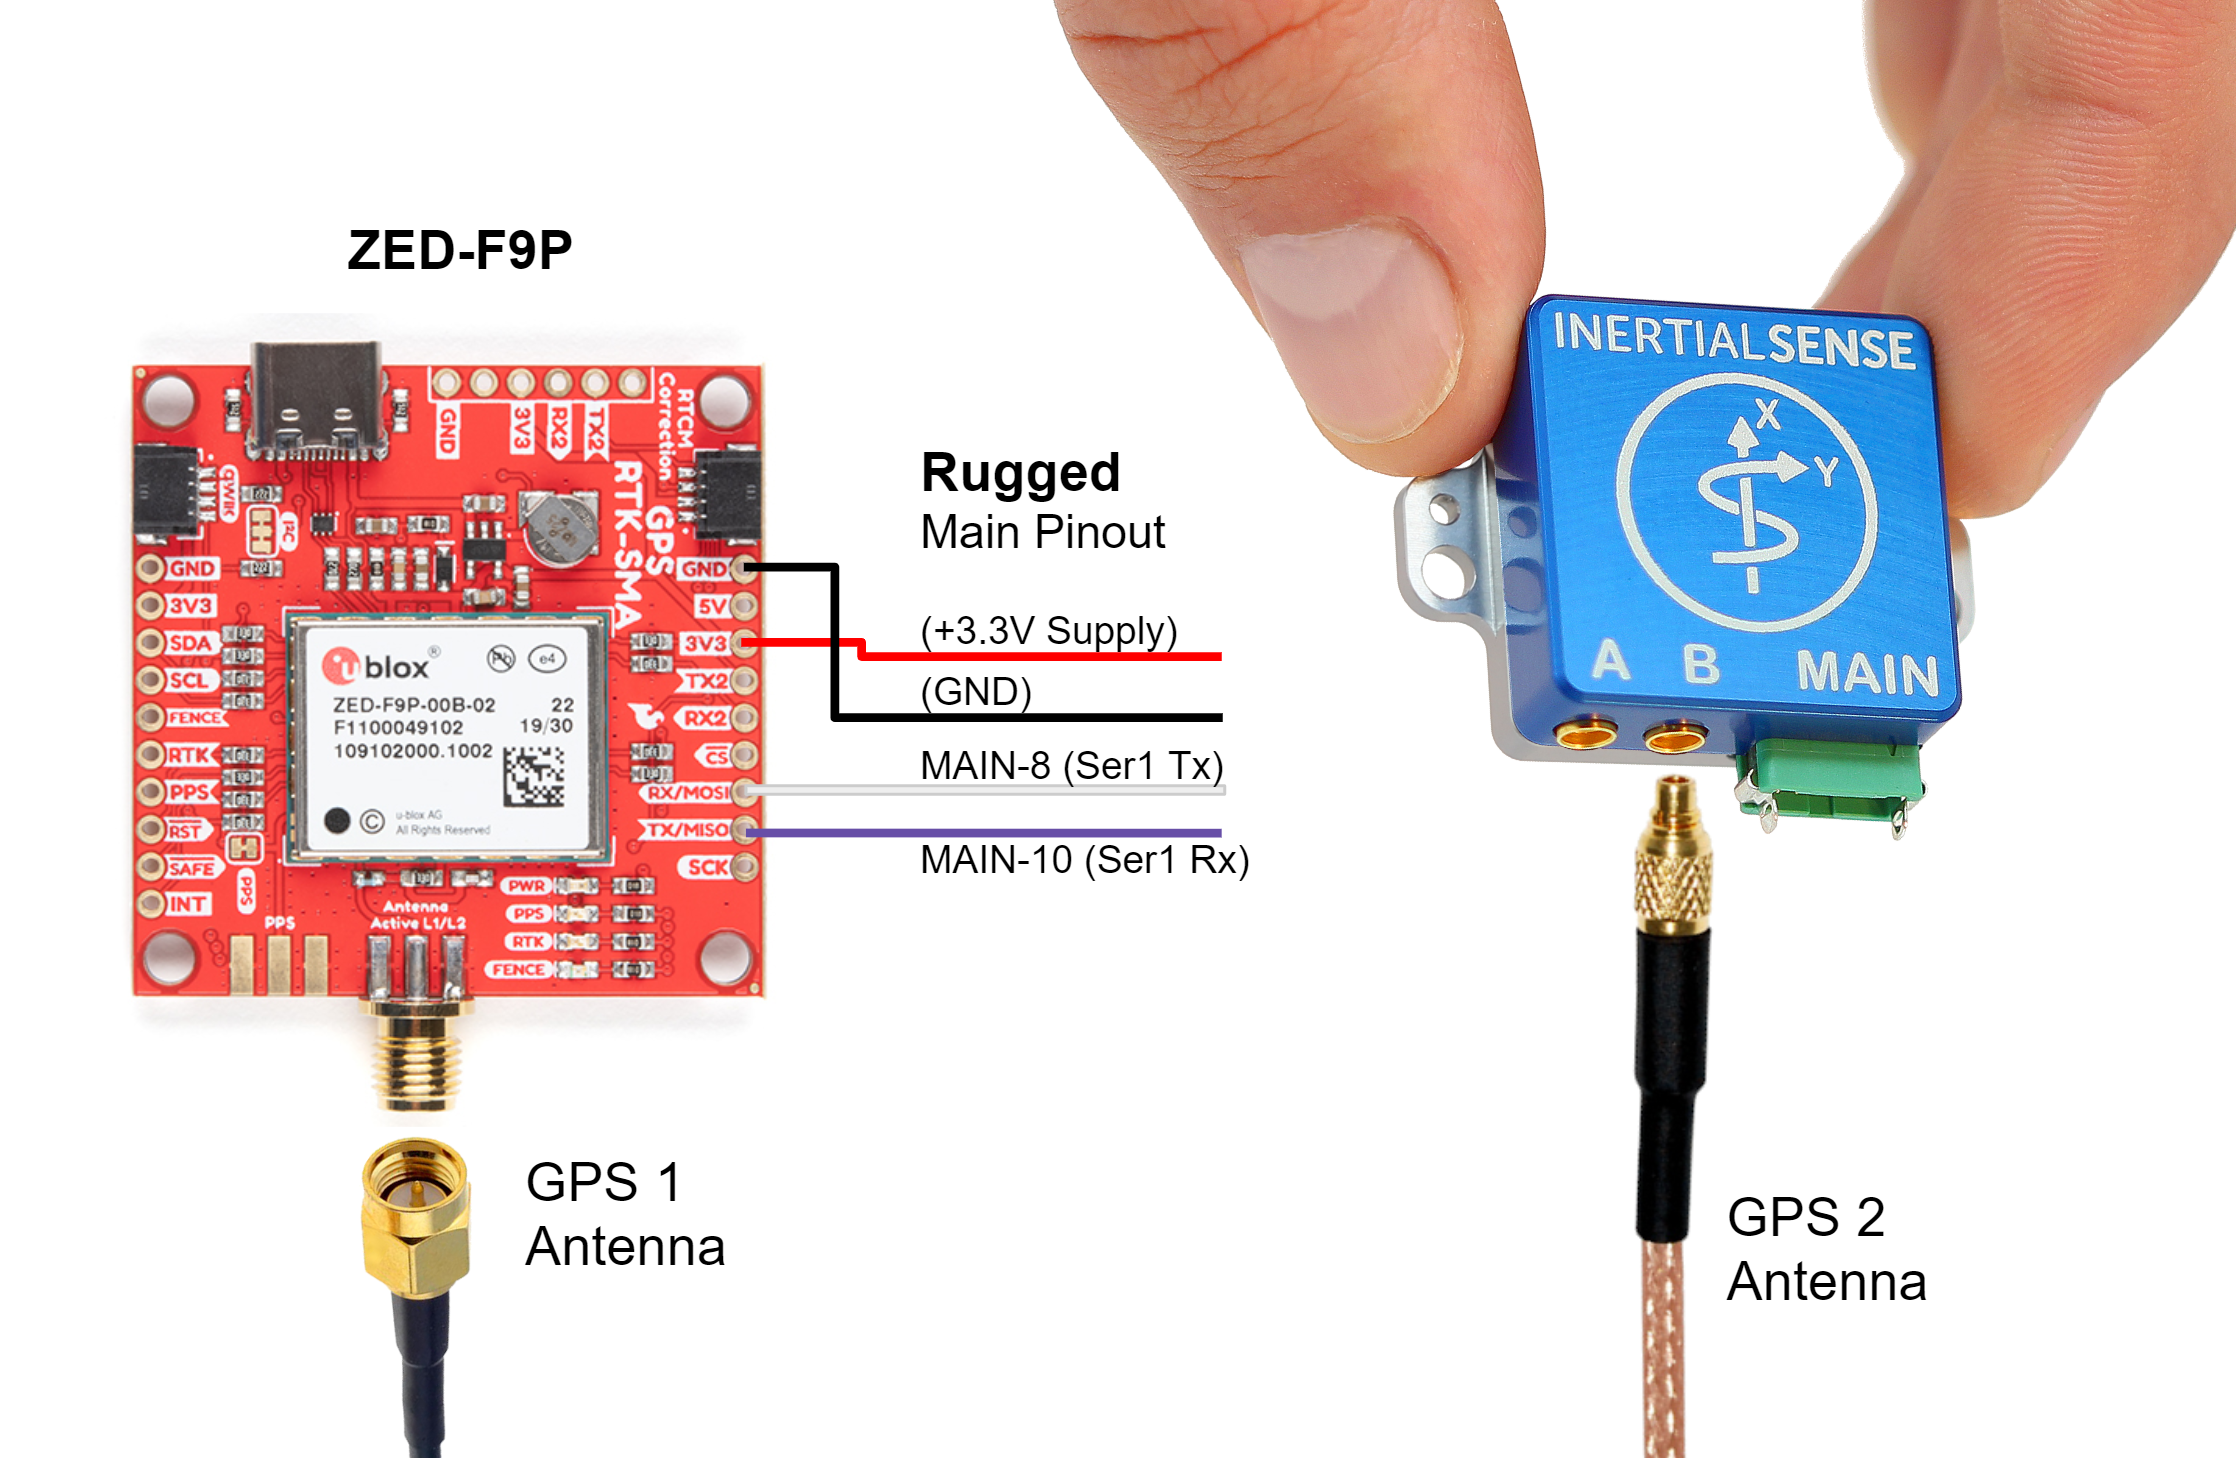 ZED-F9P
GND
3V3
RX2
TX2
RTCM
Correction
QWIIC
I2C
GPS
RTK-SMA
GND
3V3
SDA
SCL
FENCE
RTK
PPS
RST
SAFE
INT
GND
5V
3V3
TX2
RX2
CS
RX/MOSI
TX/MISO
SCK
ublox®
Pb
e4
ZED-F9P-00B-02 22
F1100049102 19/30
109102000.1002
© u-blox AG
All Rights Reserved
PPS
PPS
Antenna
Active L1/L2
PWR
PPS
RTK
FENCE
Rugged
Main Pinout
(+3.3V Supply)
(GND)
MAIN-8 (Ser1 Tx)
MAIN-10 (Ser1 Rx)
INERTIALSENSE
X
Y
A B MAIN
GPS 1
Antenna
GPS 2
Antenna